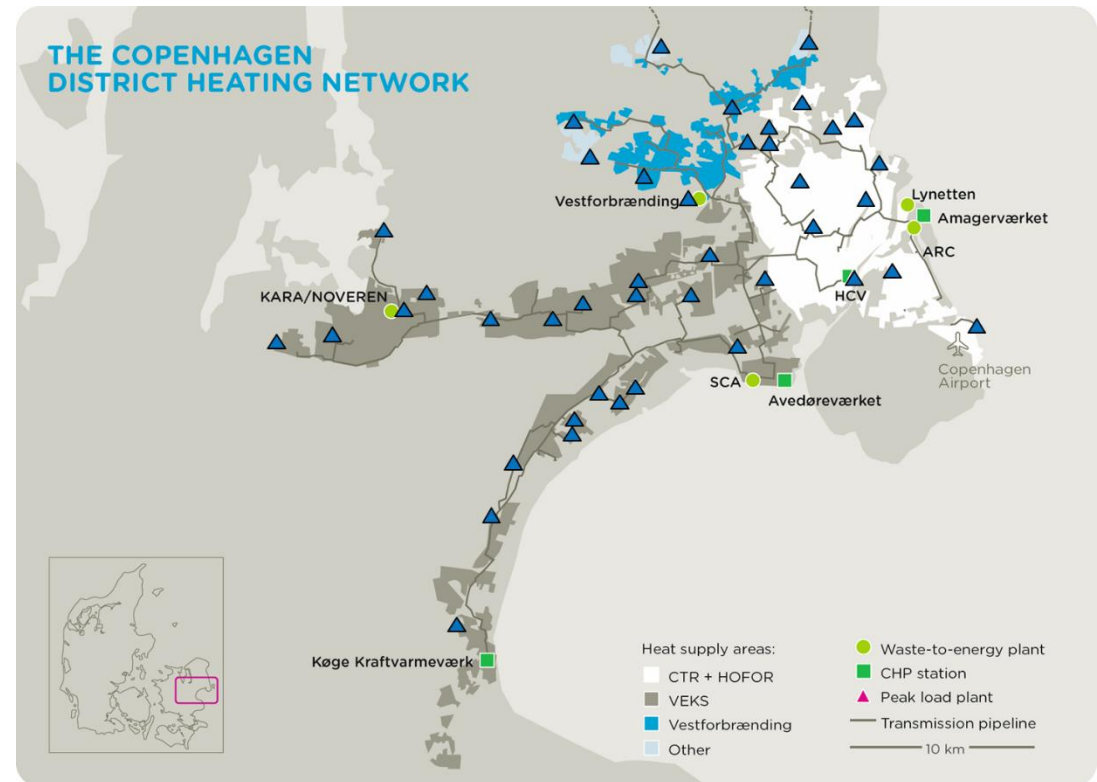 THE COPENHAGEN
DISTRICT HEATING NETWORK
Vestforbrænding
Lynetten
Amagerværket
ARC
KARA/NOVEREN
HCV
Copenhagen
Airport
SCA
Avedøreværket
Køge Kraftvarmeværk
Heat supply areas:
CTR + HOFOR
VEKS
Vestforbrænding
Other
Waste-to-energy plant
CHP station
Peak load plant
Transmission pipeline
10 km